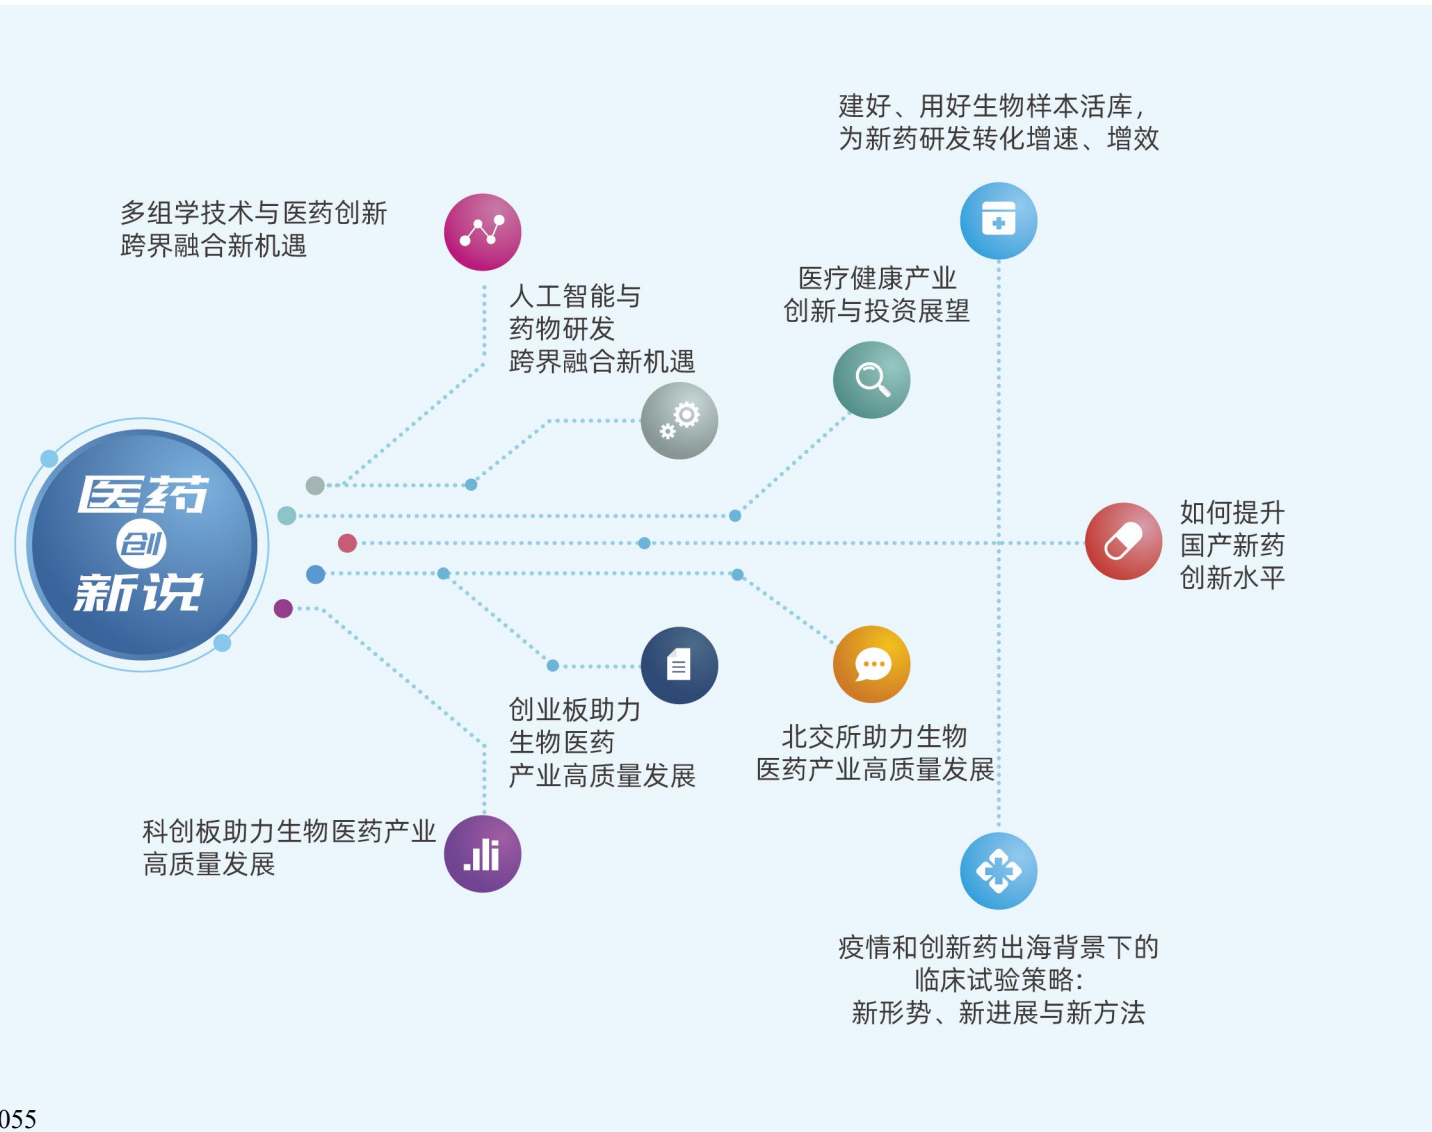 建好、用好生物样本活库，
为新药研发转化增速、增效
多组学技术与医药创新
跨界融合新机遇
人工智能与
药物研发
跨界融合新机遇
医疗健康产业
创新与投资展望
医药
创
新说
如何提升
国产新药
创新水平
创业板助力
生物医药
产业高质量发展
北交所助力生物
医药产业高质量发展
科创板助力生物医药产业
高质量发展
疫情和创新药出海背景下的
临床试验策略：
新形势、新进展与新方法
055